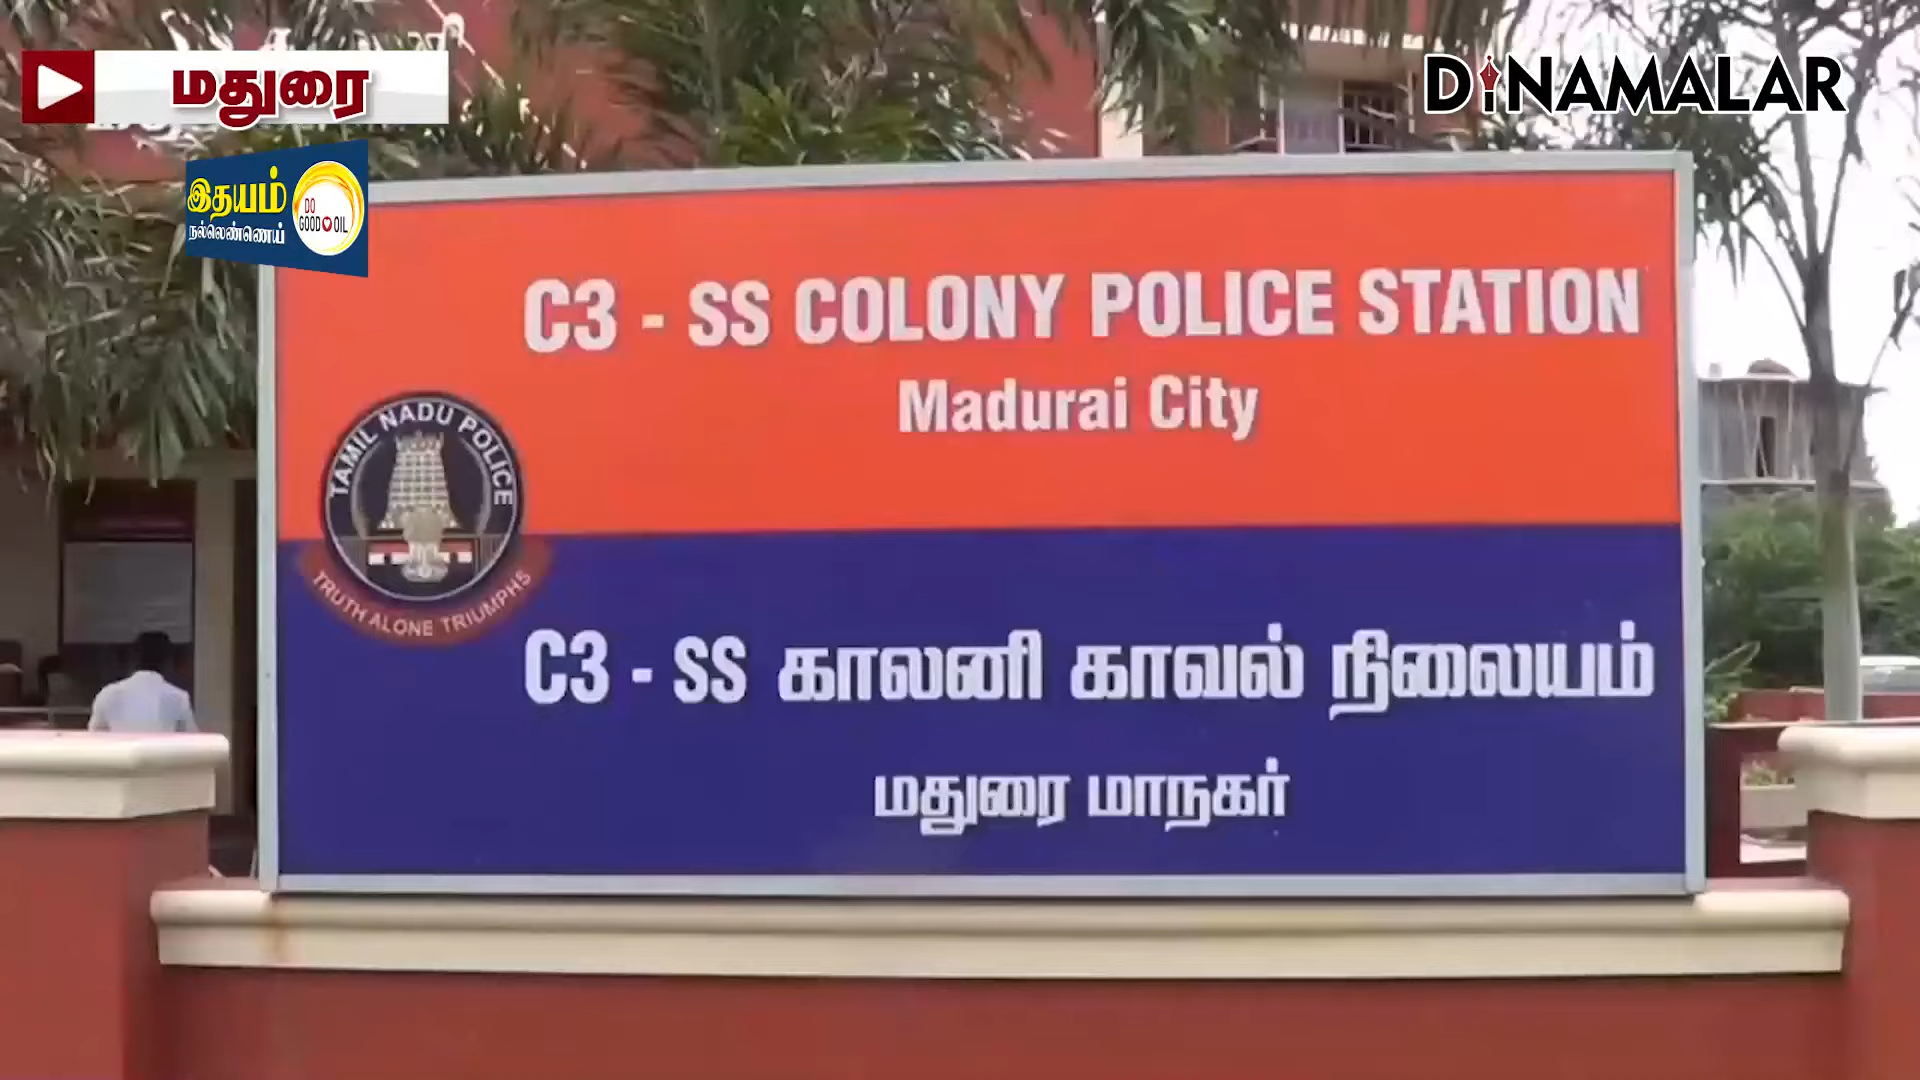 மதுரை
DINAMALAR
இதயம்
நல்லெண்ணெய்
DO
GOOD OIL
C3 - SS COLONY POLICE STATION
Madurai City
TAMIL NADU POLICE
TRUTH ALONE TRIUMPHS
C3 - SS காலனி காவல் நிலையம்
மதுரை மாநகர்